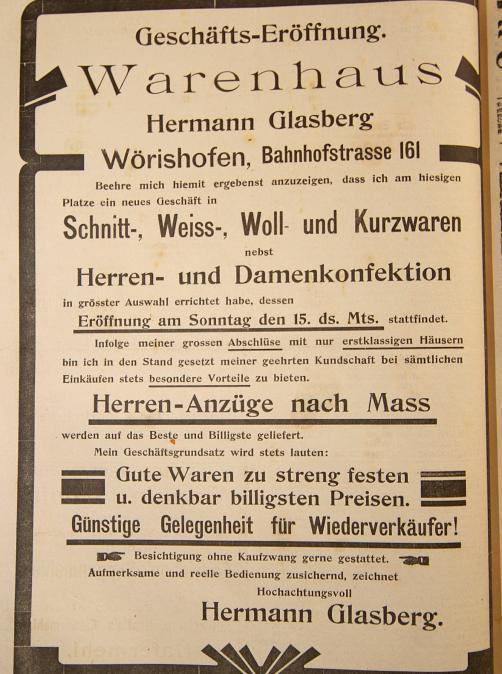 Geschäfts-Eröffnung.
Warenhaus
Hermann Glasberg
Wörishofen, Bahnhofstrasse 161
Beehre mich hiemit ergebenst anzuzeigen, dass ich am hiesigen
Platze ein neues Geschäft in
Schnitt-, Weiss-, Woll- und Kurzwaren
nebst
Herren- und Damenkonfektion
in grösster Auswahl errichtet habe, dessen
Eröffnung am Sonntag den 15. ds. Mts. stattfindet.
Infolge meiner grossen Abschlüse mit nur erstklassigen Häusern
bin ich in den Stand gesetzt meiner geehrten Kundschaft bei sämtlichen
Einkäufen stets besondere Vorteile zu bieten.
Herren-Anzüge nach Mass
werden auf das Beste und Billigste geliefert.
Mein Geschäftsgrundsatz wird stets lauten:
Gute Waren zu streng festen
u. denkbar billigsten Preisen.
Günstige Gelegenheit für Wiederverkäufer!
Besichtigung ohne Kaufzwang gerne gestattet.
Aufmerksame und reelle Bedienung zusichernd, zeichnet
Hochachtungsvoll
Hermann Glasberg.